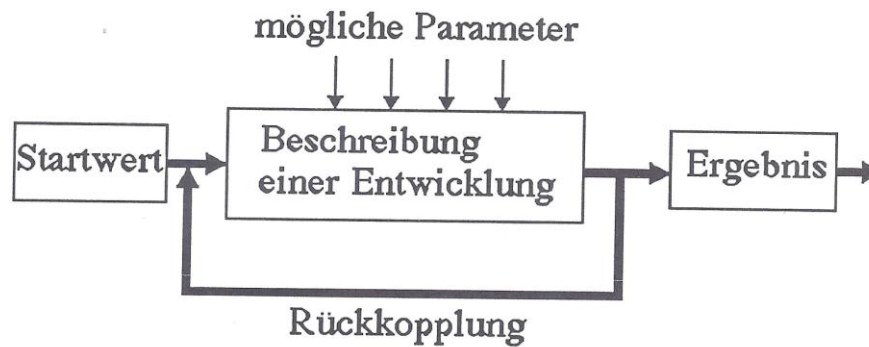 mögliche Parameter
Startwert
Beschreibung
einer Entwicklung
Ergebnis
Rückkopplung